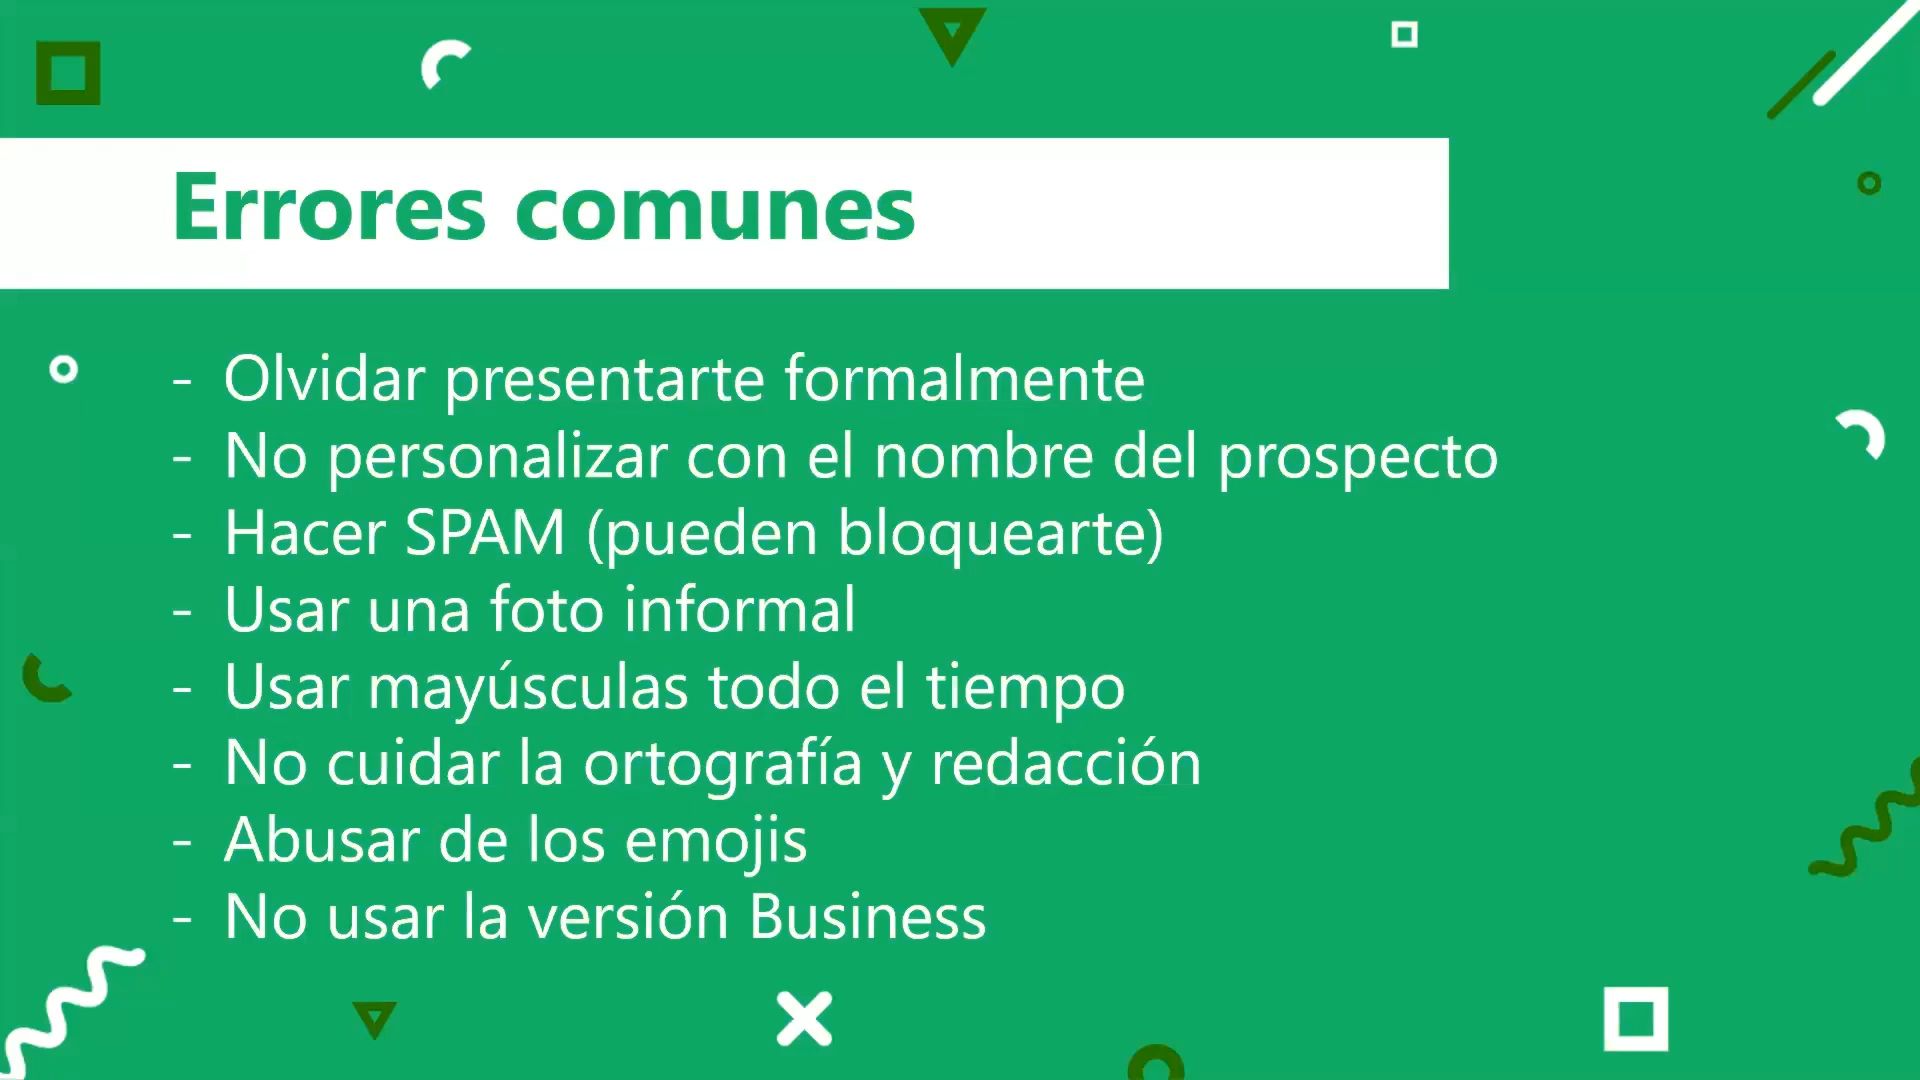 Errores comunes
- Olvidar presentarte formalmente
- No personalizar con el nombre del prospecto
- Hacer SPAM (pueden bloquearte)
- Usar una foto informal
- Usar mayúsculas todo el tiempo
- No cuidar la ortografía y redacción
- Abusar de los emojis
- No usar la versión Business